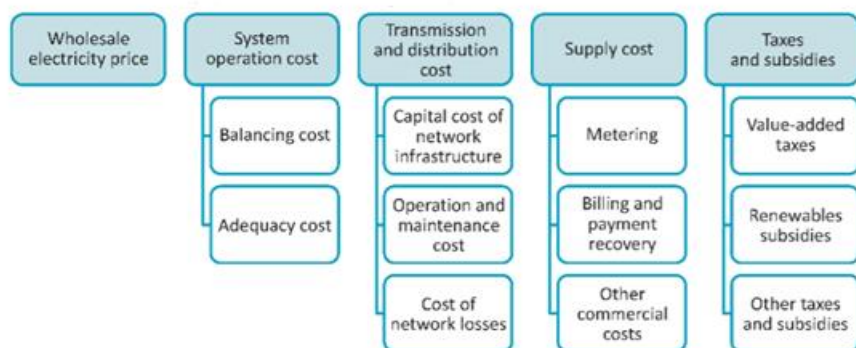 Wholesale
electricity price
System
operation cost
Balancing cost
Adequacy cost
Transmission
and distribution
cost
Capital cost of
network
infrastructure
Operation and
maintenance
cost
Cost of
network losses
Supply cost
Metering
Billing and
payment
recovery
Other
commercial
costs
Taxes
and subsidies
Value-added
taxes
Renewables
subsidies
Other taxes
and subsidies